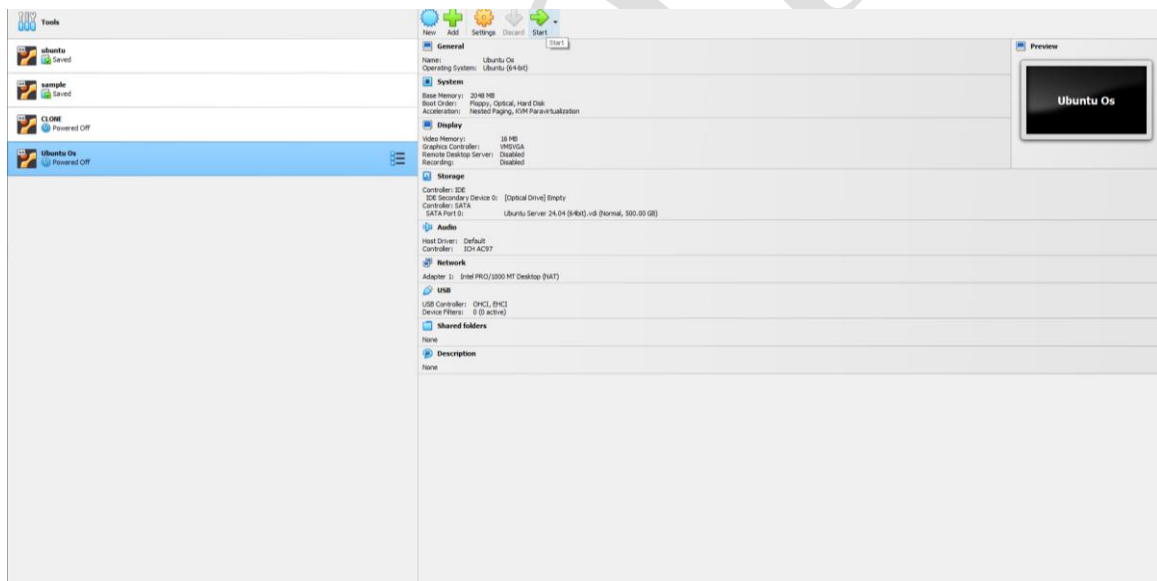 Tools
ubuntu
Saved
sample
Saved
CLONE
Powered Off
Ubuntu Os
Powered Off
New Add Settings Discard Start
Start
General
Name: Ubuntu Os
Operating System: Ubuntu (64-bit)
System
Base Memory: 2048 MB
Boot Order: Floppy, Optical, Hard Disk
Acceleration: Nested Paging, KVM Paravirtualization
Display
Video Memory: 16 MB
Graphics Controller: VMSVGA
Remote Desktop Server: Disabled
Recording: Disabled
Storage
Controller: IDE
IDE Secondary Device 0: [Optical Drive] Empty
Controller: SATA
SATA Port 0: Ubuntu Server 24.04 (64bit).vdi (Normal, 500.00 GB)
Audio
Host Driver: Default
Controller: ICH AC97
Network
Adapter 1: Intel PRO/1000 MT Desktop (NAT)
USB
USB Controller: OHCI, EHCI
Device Filters: 0 (0 active)
Shared folders
None
Description
None
Preview
Ubuntu Os